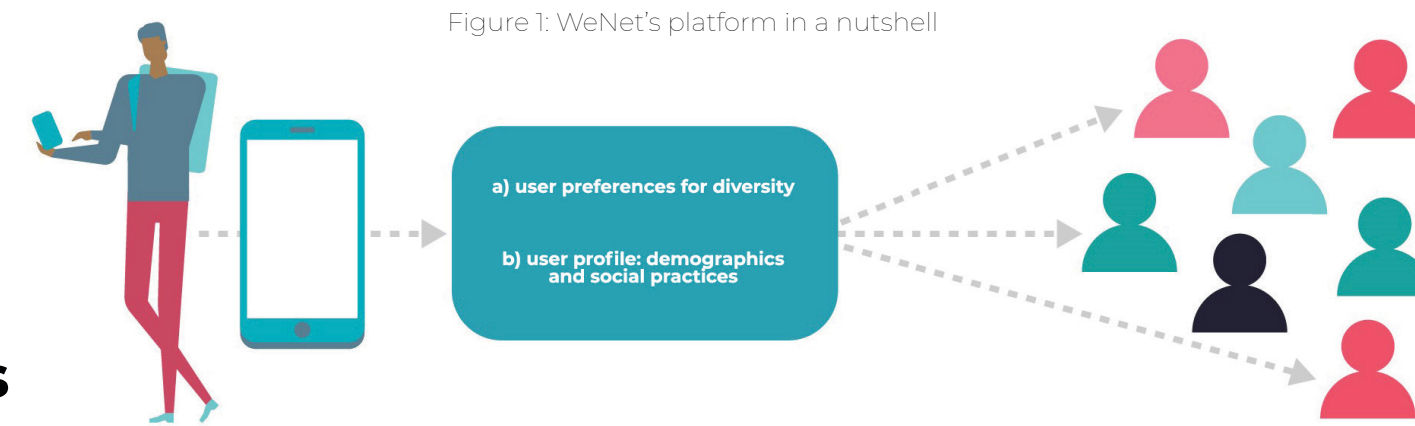 Figure 1: WeNet’s platform in a nutshell
a) user preferences for diversity
b) user profile: demographics
and social practices
s